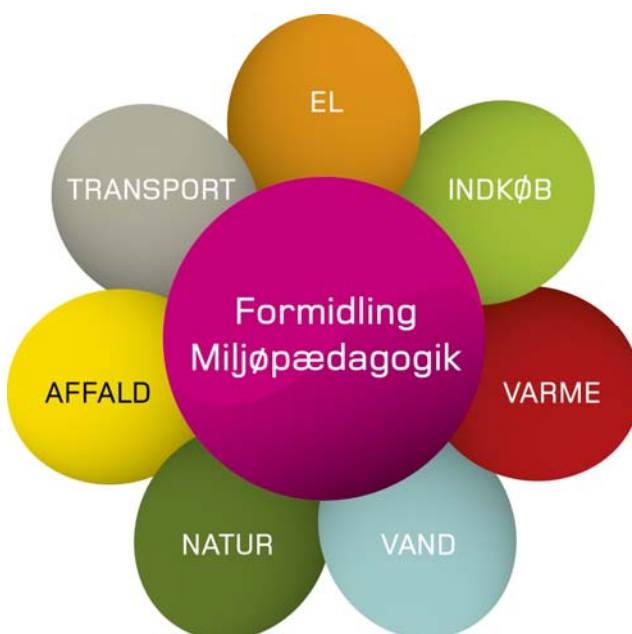 EL
INDKØB
TRANSPORT
Formidling
Miljøpædagogik
VARME
AFFALD
VAND
NATUR